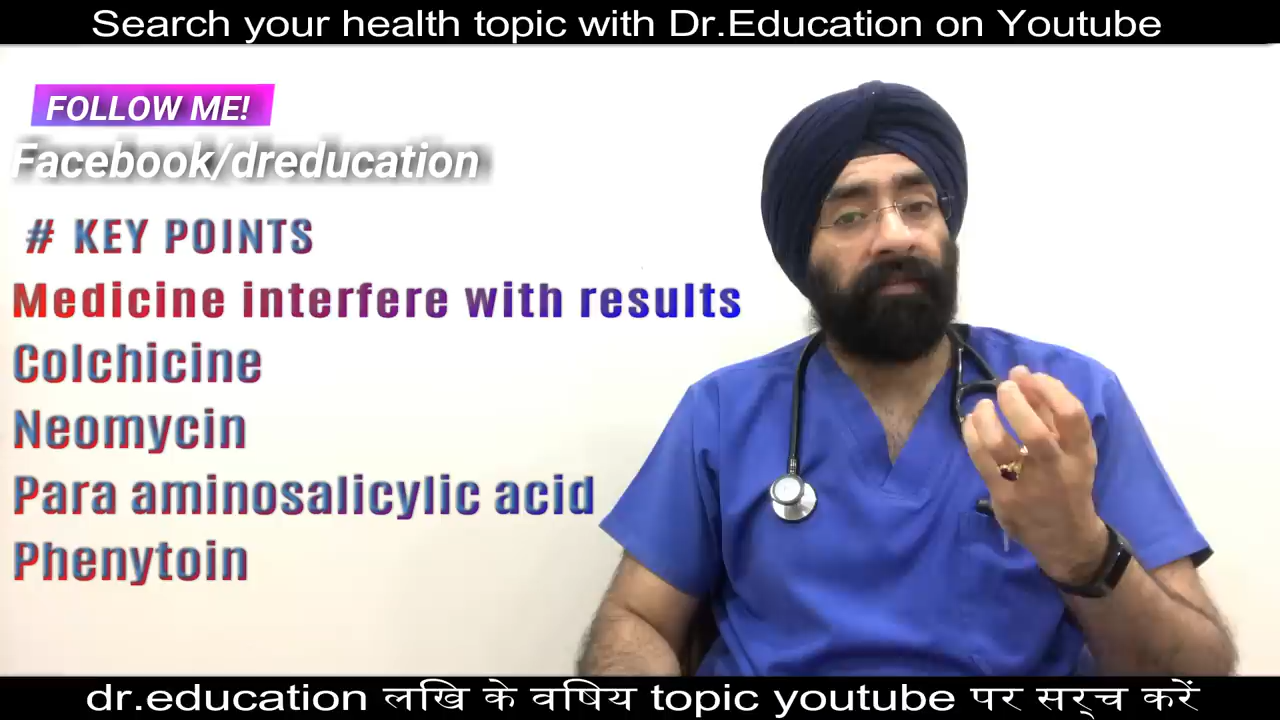 Search your health topic with Dr.Education on Youtube
FOLLOW ME!
Facebook/dreducation
# KEY POINTS
Medicine interfere with results
Colchicine
Neomycin
Para aminosalicylic acid
Phenytoin
dr.education लखि के वषिय topic youtube पर सर्च करें